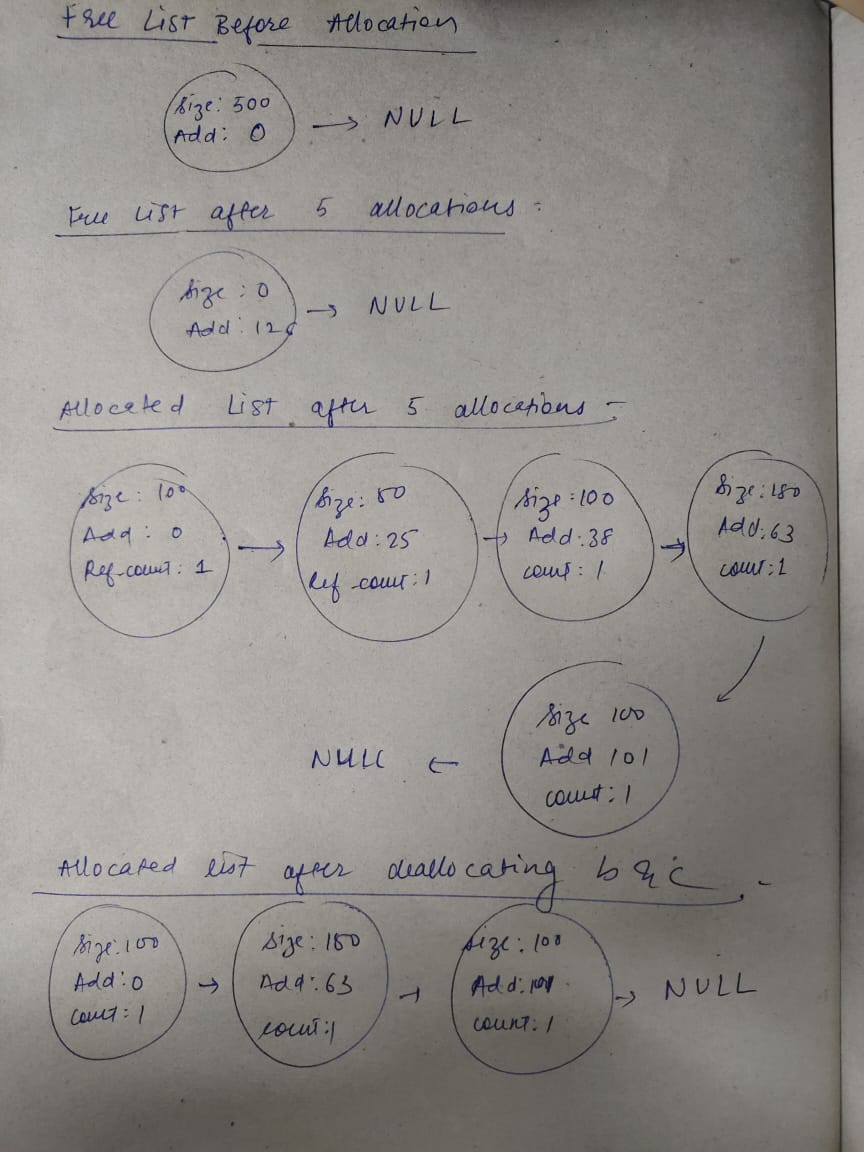 Free List Before Allocation
Size: 500
Add: 0 → NULL
Free List after 5 allocations :
Size : 0
Add : 126 → NULL
Allocated List after 5 allocations :-
Size : 100
Add : 0
Ref-count : 1 →
Size: 50
Add: 25
Ref-count: 1 →
Size: 100
Add: 38
count: 1 →
Size: 150
Add: 63
count: 1
Size 100
Add 101
count: 1
NULL ←
Allocated list after deallocating b & c . -
Size: 100
Add: 0
count: 1 →
Size: 150
Add: 63
count: 1 →
Size: 100
Add: 101
count: 1 → NULL